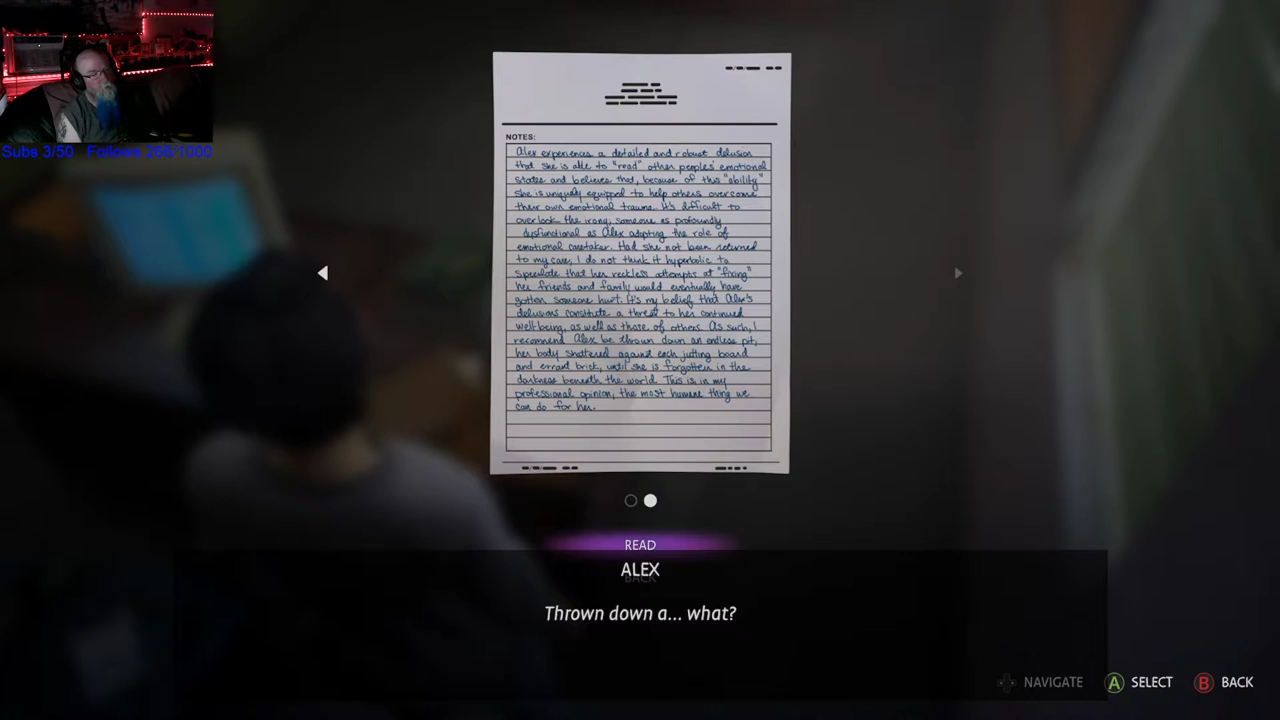 Subs 3/50 Follows 266/1000
NOTES:
Alex experiences a detailed and robust delusion
that she is able to "read" other peoples' emotional
states and believes that, because of this "ability"
she is uniquely equipped to help others overcome
their own emotional trauma. It's difficult to
overlook the irony; someone as profoundly
dysfunctional as Alex adopting the role of
emotional caretaker. Had she not been returned
to my care, I do not think it hyperbolic to
speculate that her reckless attempts at "fixing"
her friends and family would eventually have
gotten someone hurt. It's my belief that Alex's
delusions constitute a threat to her continued
well-being, as well as those of others. As such, I
recommend Alex be thrown down an endless pit,
her body shattered against each jutting board
and errant brick, until she is forgotten in the
darkness beneath the world. This is in my
professional opinion, the most humane thing we
can do for her.
READ
ALEX
BACK
Thrown down a... what?
NAVIGATE A SELECT B BACK